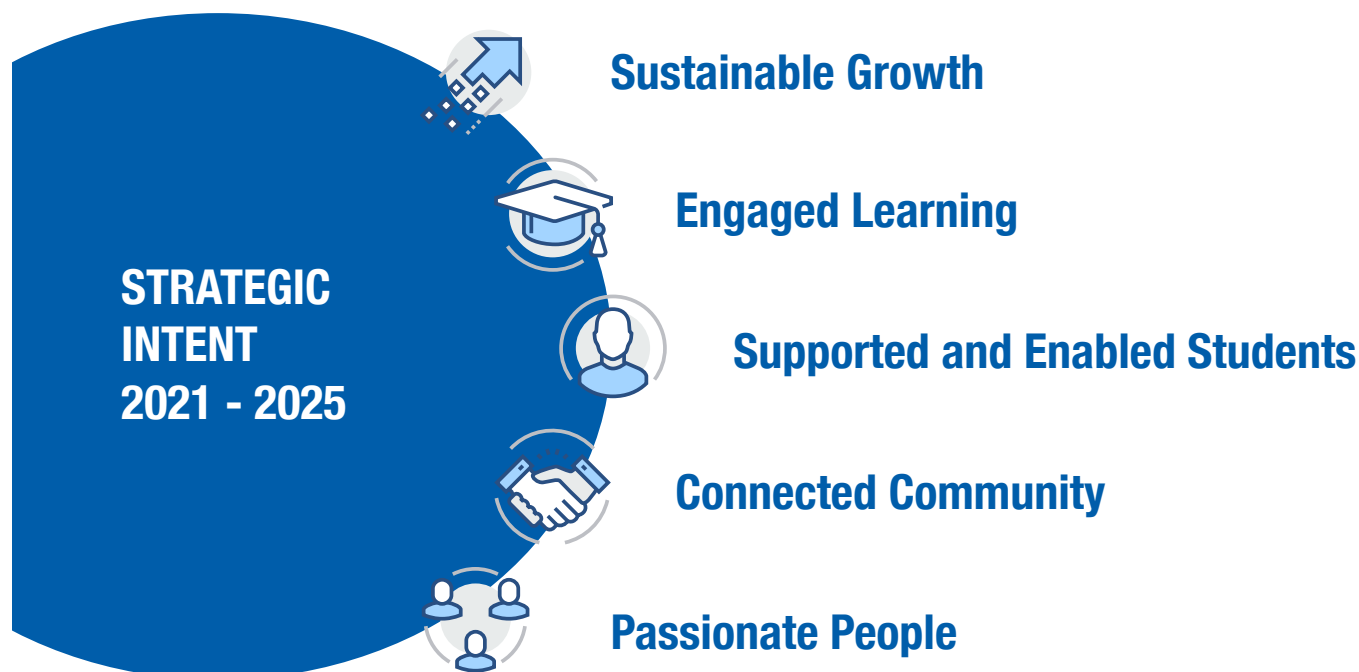 STRATEGIC
INTENT
2021 - 2025
Sustainable Growth
Engaged Learning
Supported and Enabled Students
Connected Community
Passionate People